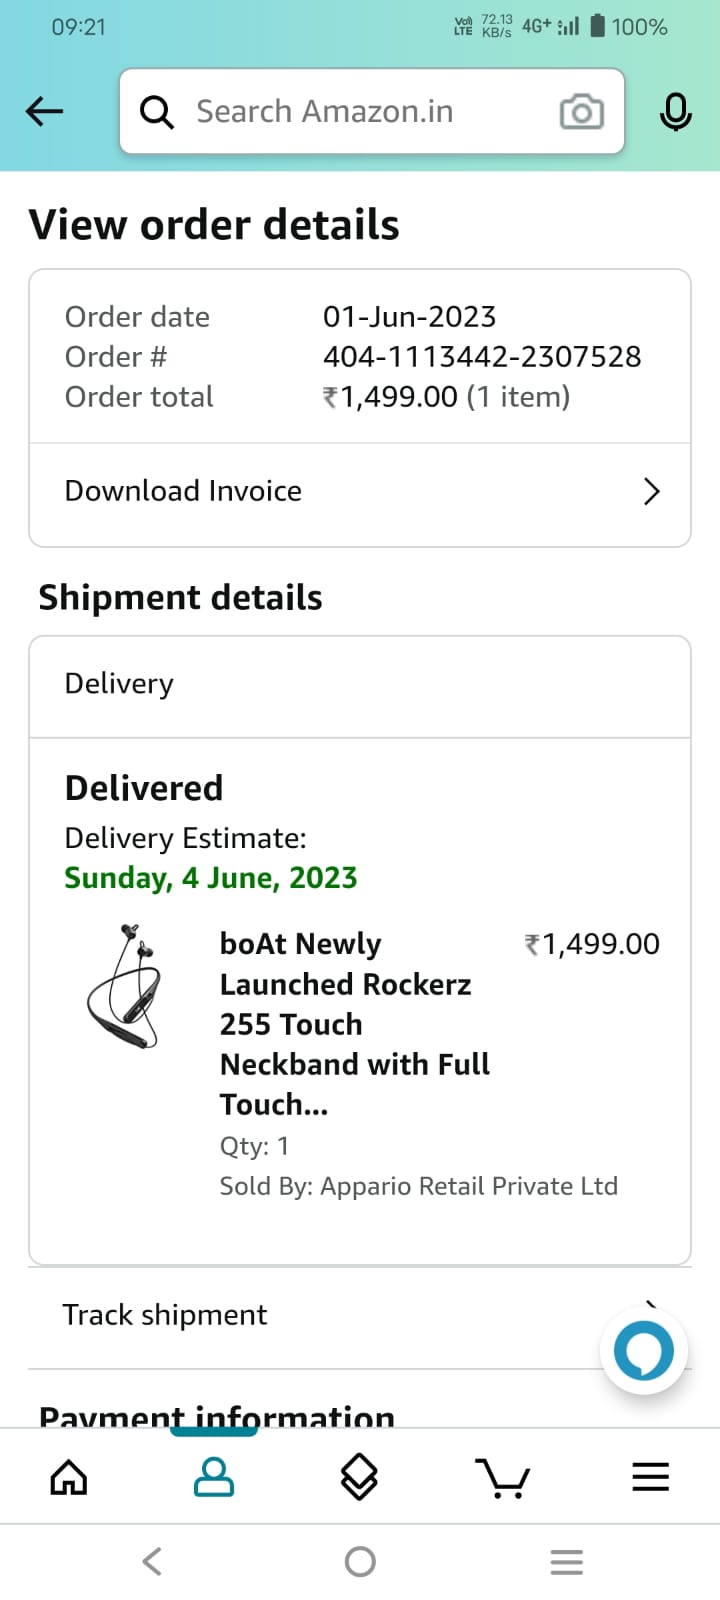 09:21
VoD LTE 72.13 KB/s 4G+ 100%
Search Amazon.in
View order details
Order date 01-Jun-2023
Order # 404-1113442-2307528
Order total ₹1,499.00 (1 item)
Download Invoice
Shipment details
Delivery
Delivered
Delivery Estimate:
Sunday, 4 June, 2023
boAt Newly ₹1,499.00
Launched Rockerz
255 Touch
Neckband with Full
Touch...
Qty: 1
Sold By: Appario Retail Private Ltd
Track shipment
Payment information